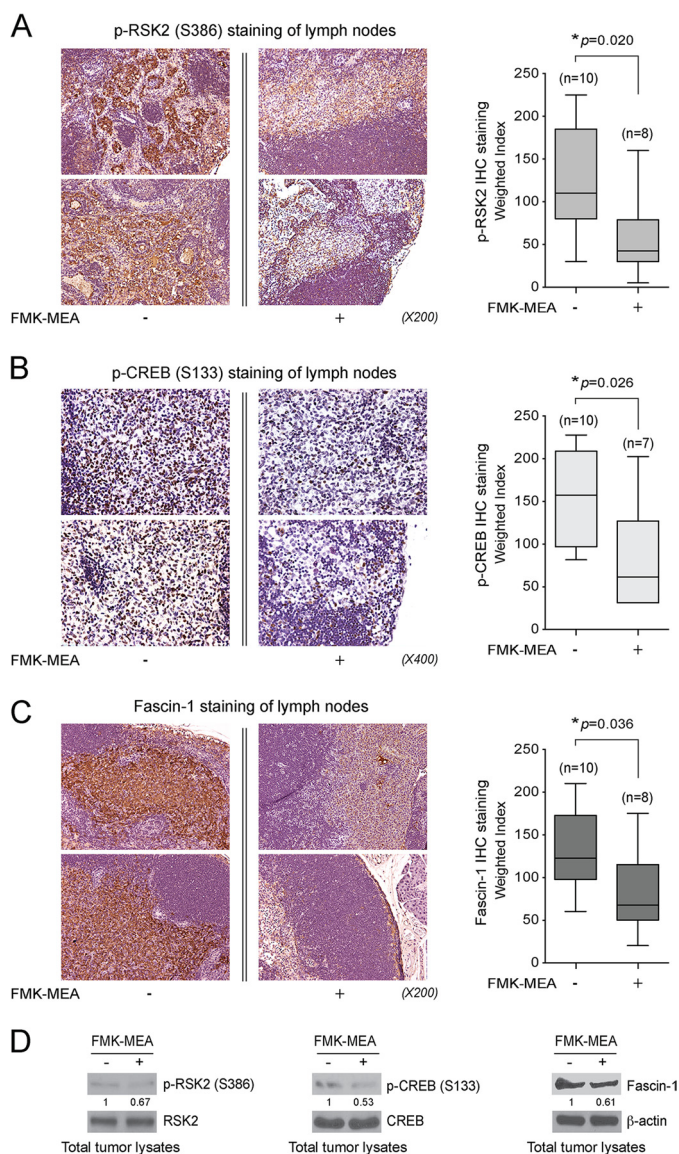 A
p-RSK2 (S386) staining of lymph nodes
FMK-MEA - + (X200)
*p=0.020
(n=10)
(n=8)
p-RSK2 IHC staining
Weighted Index
250
200
150
100
50
0
FMK-MEA - +
B
p-CREB (S133) staining of lymph nodes
FMK-MEA - + (X400)
*p=0.026
(n=10)
(n=7)
p-CREB IHC staining
Weighted Index
250
200
150
100
50
0
FMK-MEA - +
C
Fascin-1 staining of lymph nodes
FMK-MEA - + (X200)
*p=0.036
(n=10)
(n=8)
Fascin-1 IHC staining
Weighted Index
250
200
150
100
50
0
FMK-MEA - +
D
FMK-MEA
- +
p-RSK2 (S386)
1 0.67
RSK2
Total tumor lysates
FMK-MEA
- +
p-CREB (S133)
1 0.53
CREB
Total tumor lysates
FMK-MEA
- +
Fascin-1
1 0.61
β-actin
Total tumor lysates